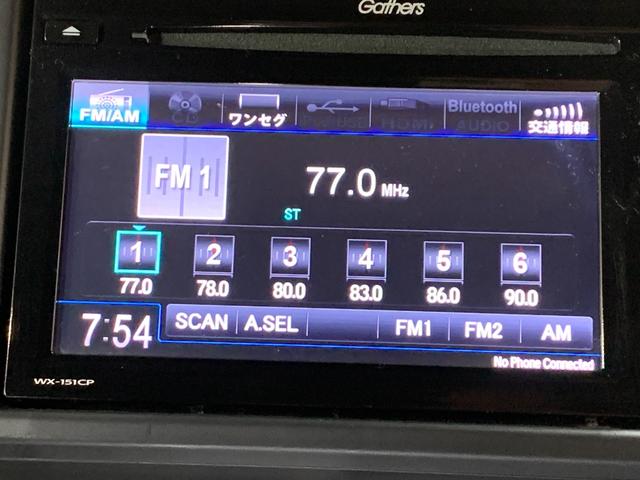 Gathers
FM/AM CD ワンセグ iPod/USB HDMI Bluetooth AUDIO 交通情報
FM 1 77.0 MHz
ST
1 2 3 4 5 6
77.0 78.0 80.0 83.0 86.0 90.0
7:54 SCAN A.SEL FM1 FM2 AM
No Phone Connected
WX-151CP